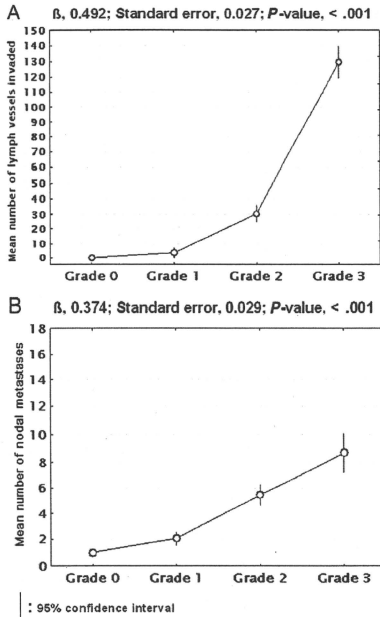 A
ß, 0.492; Standard error, 0.027; P-value, < .001
Mean number of lymph vessels invaded
150
140
130
120
110
100
90
80
70
60
50
40
30
20
10
0
Grade 0 Grade 1 Grade 2 Grade 3
B
ß, 0.374; Standard error, 0.029; P-value, < .001
Mean number of nodal metastases
18
16
14
12
10
8
6
4
2
0
Grade 0 Grade 1 Grade 2 Grade 3
: 95% confidence interval